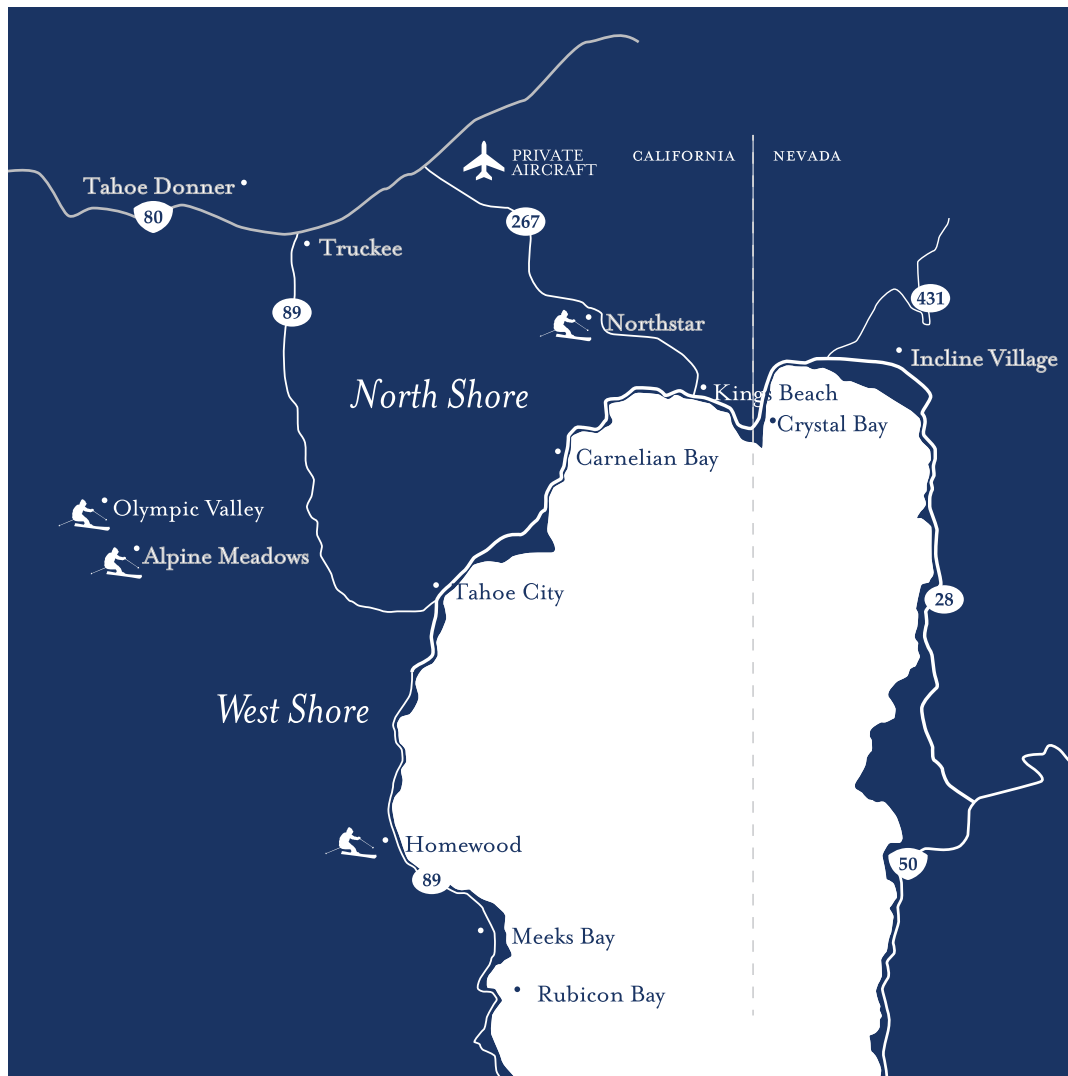 PRIVATE
AIRCRAFT
CALIFORNIA
NEVADA
Tahoe Donner
80
267
Truckee
431
89
Northstar
Incline Village
North Shore
Kings Beach
Crystal Bay
Carnelian Bay
Olympic Valley
Alpine Meadows
Tahoe City
28
West Shore
Homewood
50
89
Meeks Bay
Rubicon Bay